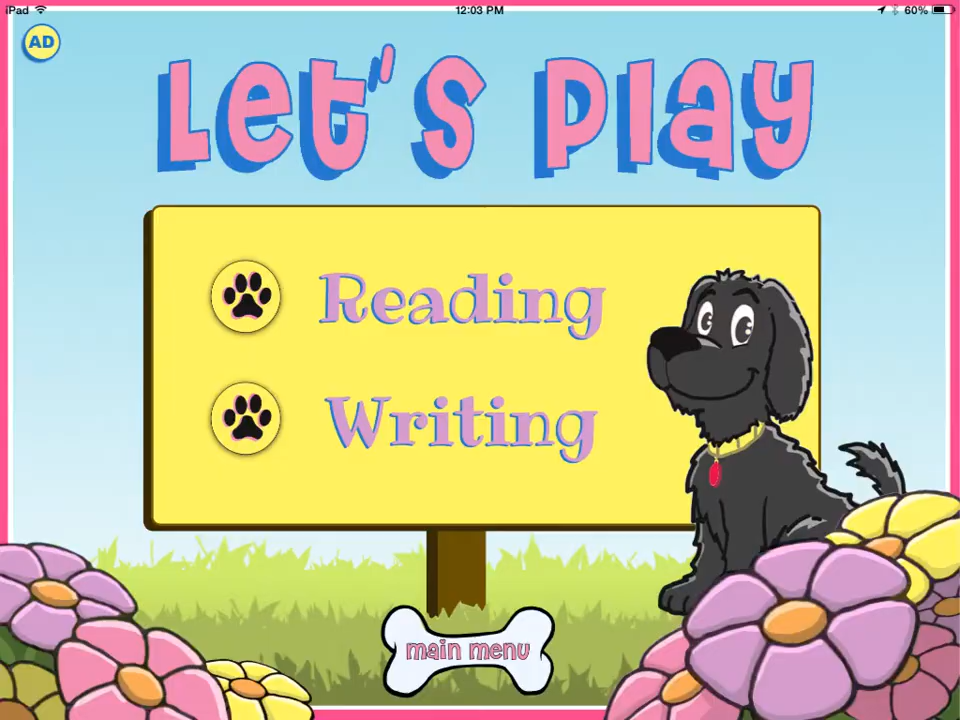 iPad 12:03 PM 60%
AD
Let's Play
Reading
Writing
main menu